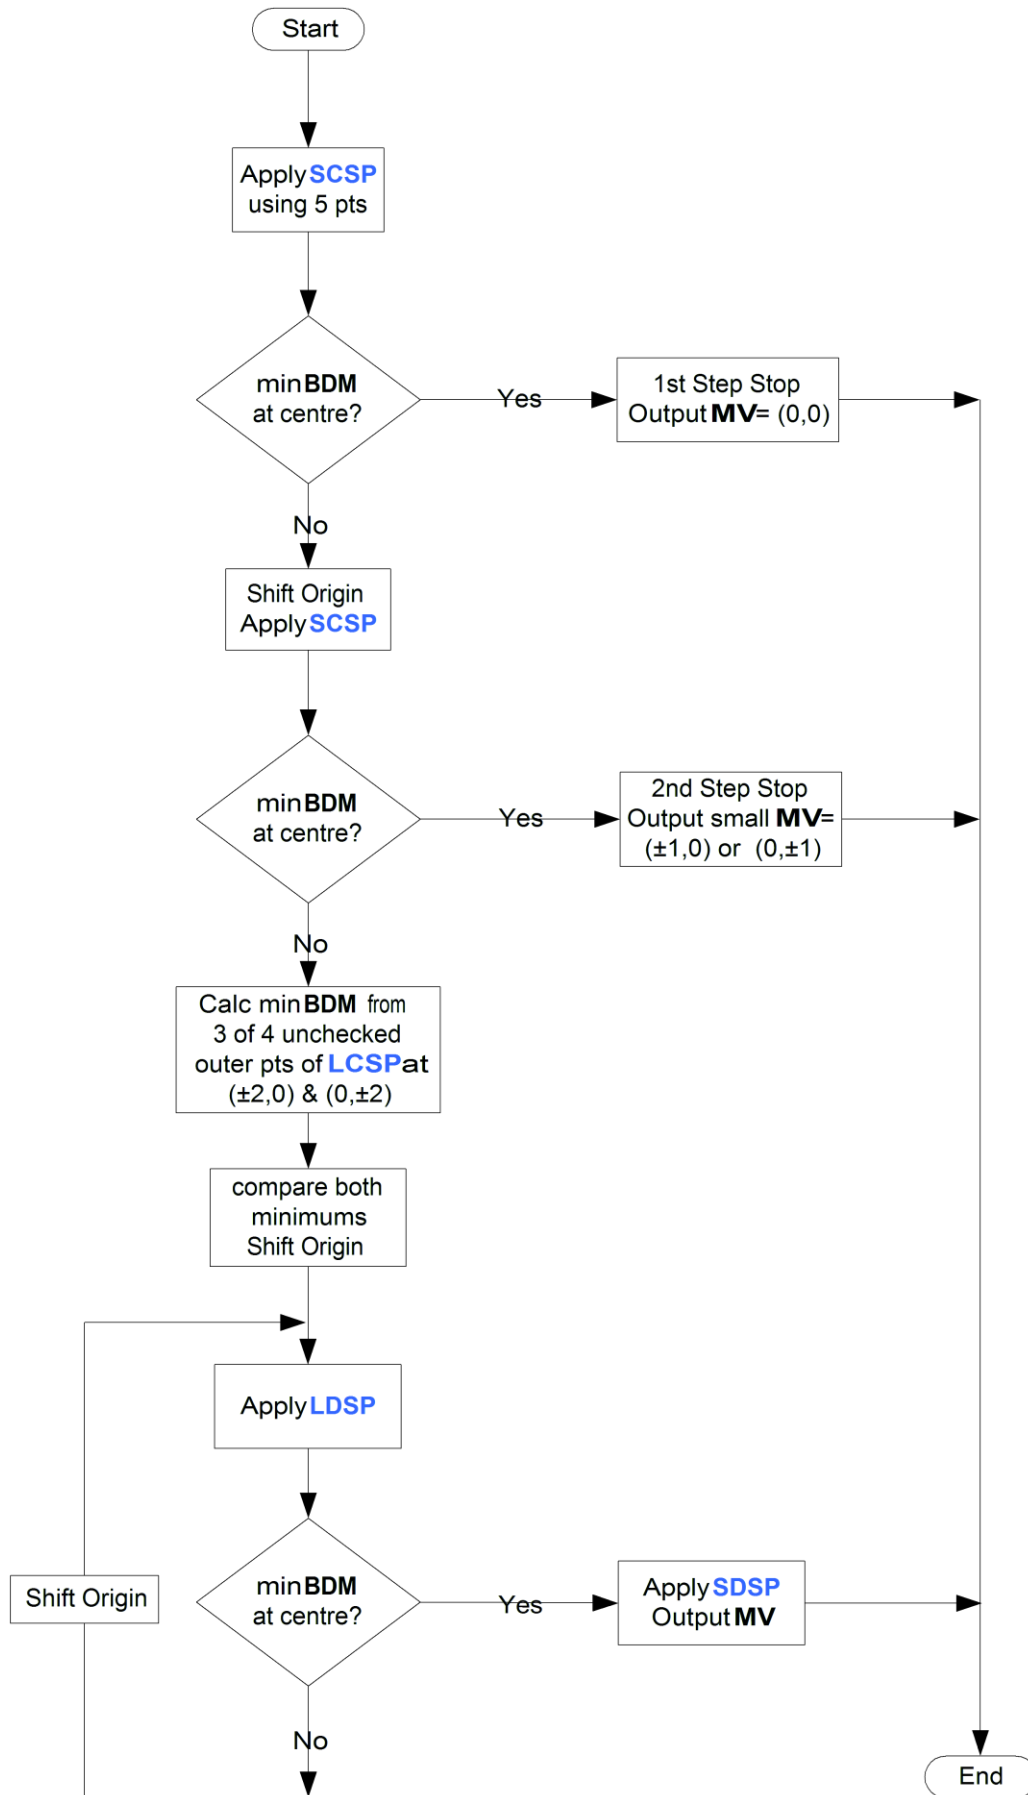 Start
Apply SCSP
using 5 pts
min BDM
at centre?
Yes
1st Step Stop
Output MV= (0,0)
No
Shift Origin
Apply SCSP
min BDM
at centre?
Yes
2nd Step Stop
Output small MV=
(±1,0) or (0,±1)
No
Calc min BDM from
3 of 4 unchecked
outer pts of LCSP at
(±2,0) & (0,±2)
compare both
minimums
Shift Origin
Apply LDSP
min BDM
at centre?
Yes
Apply SDSP
Output MV
Shift Origin
No
End